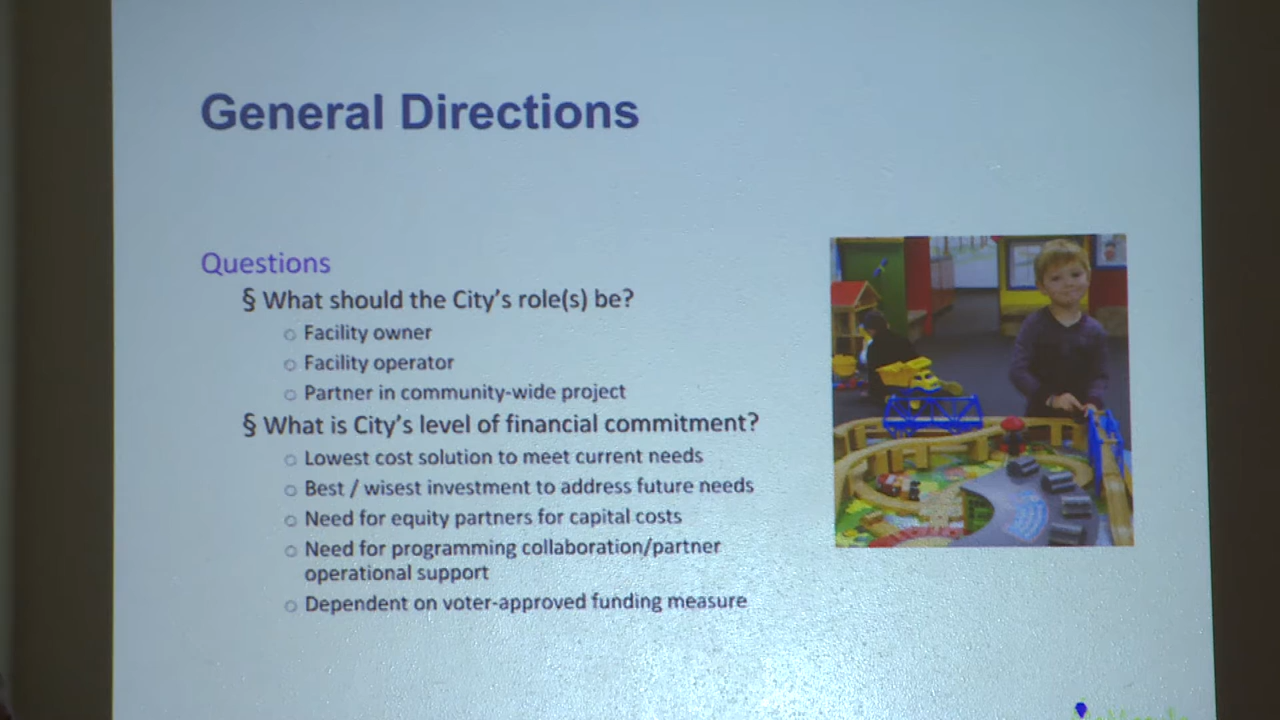 General Directions
Questions
§ What should the City's role(s) be?
○ Facility owner
○ Facility operator
○ Partner in community-wide project
§ What is City's level of financial commitment?
○ Lowest cost solution to meet current needs
○ Best / wisest investment to address future needs
○ Need for equity partners for capital costs
○ Need for programming collaboration/partner
operational support
○ Dependent on voter-approved funding measure